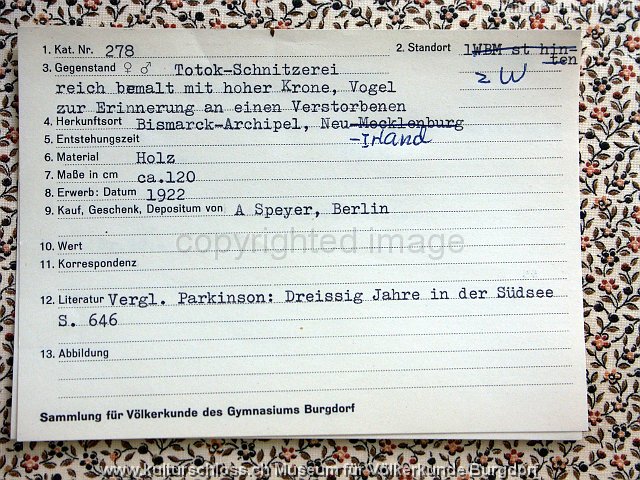 1. Kat. Nr. 278 2. Standort 1WBM st hin=
ten
2 W
3. Gegenstand ♀ ♂ Totok-Schnitzerei
reich bemalt mit hoher Krone, Vogel
zur Erinnerung an einen Verstorbenen
4. Herkunftsort Bismarck-Archipel, Neu-Mecklenburg
-Irland
5. Entstehungszeit
6. Material Holz
7. Maße in cm ca.120
8. Erwerb: Datum 1922
9. Kauf, Geschenk, Depositum von A Speyer, Berlin
copyrighted image
10. Wert
11. Korrespondenz
12. Literatur Vergl. Parkinson: Dreissig Jahre in der Südsee
S. 646
13. Abbildung
Sammlung für Völkerkunde des Gymnasiums Burgdorf
www.kulturschloss.ch Museum für Völkerkunde Burgdorf